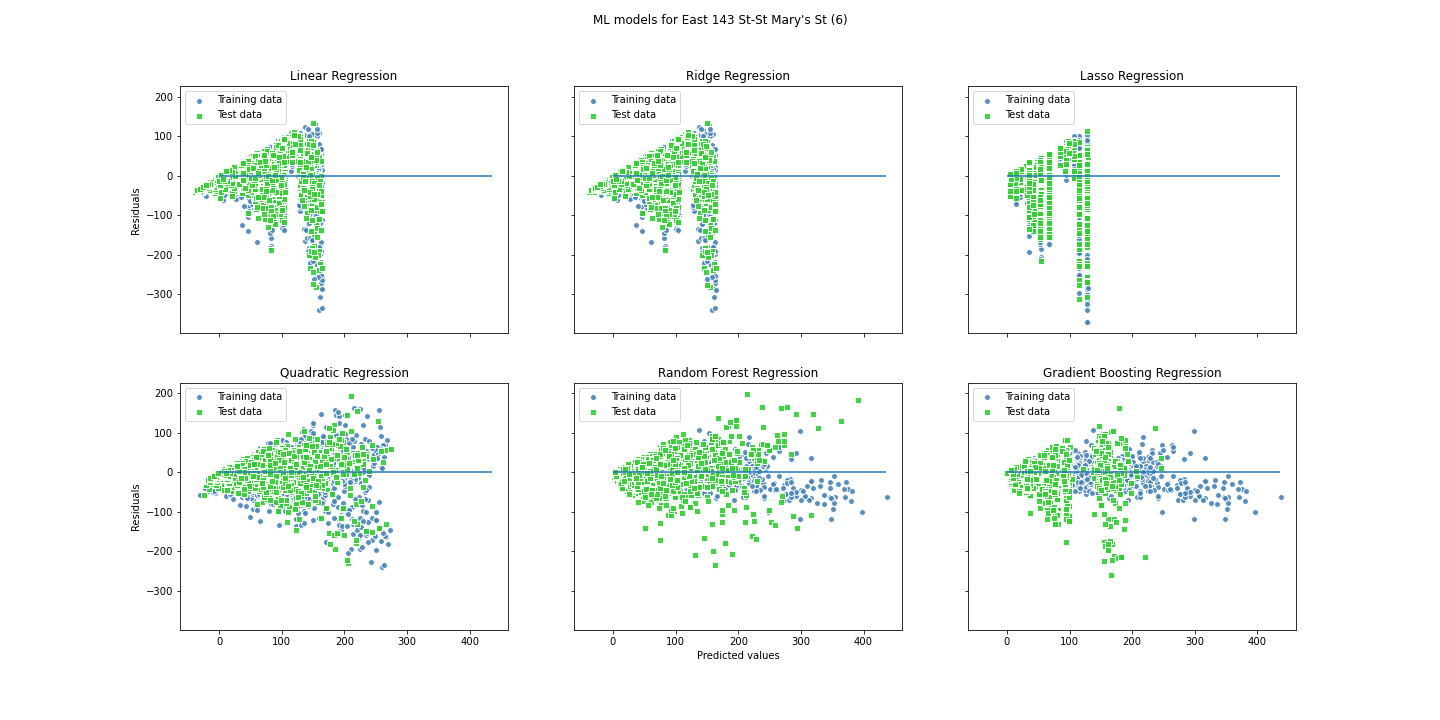 ML models for East 143 St-St Mary's St (6)
Linear Regression
Training data
Test data
200
100
0
−100
−200
−300
Residuals
Ridge Regression
Training data
Test data
Lasso Regression
Training data
Test data
Quadratic Regression
Training data
Test data
200
100
0
−100
−200
−300
Residuals
0 100 200 300 400
Random Forest Regression
Training data
Test data
0 100 200 300 400
Predicted values
Gradient Boosting Regression
Training data
Test data
0 100 200 300 400